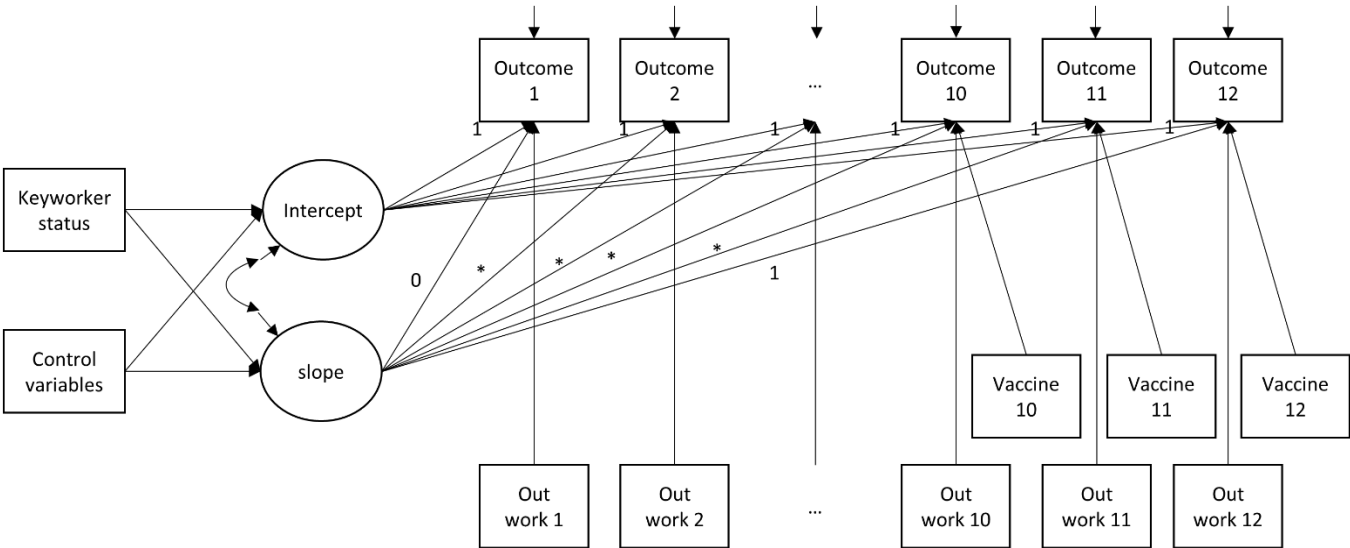 Outcome
1
Outcome
2
...
Outcome
10
Outcome
11
Outcome
12
1
1
1
1
1
1
Keyworker
status
Intercept
0
*
*
*
*
1
Control
variables
slope
Vaccine
10
Vaccine
11
Vaccine
12
Out
work 1
Out
work 2
...
Out
work 10
Out
work 11
Out
work 12